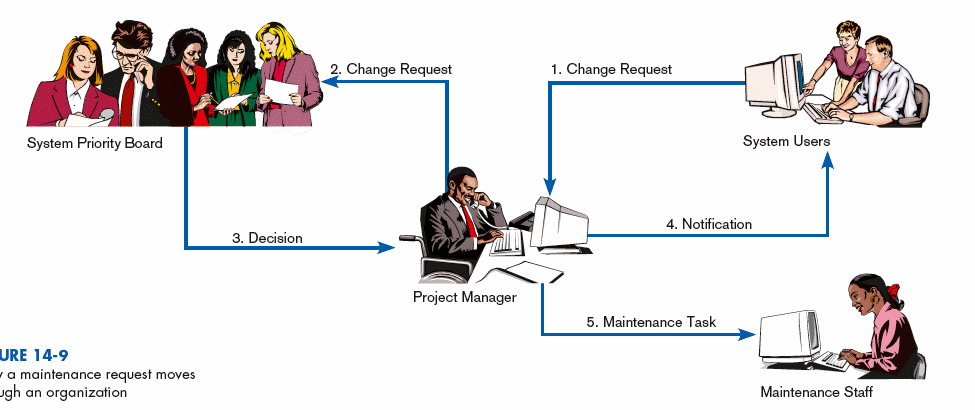 2. Change Request
1. Change Request
System Priority Board
System Users
3. Decision
4. Notification
Project Manager
5. Maintenance Task
URE 14-9
a maintenance request moves
ugh an organization
Maintenance Staff